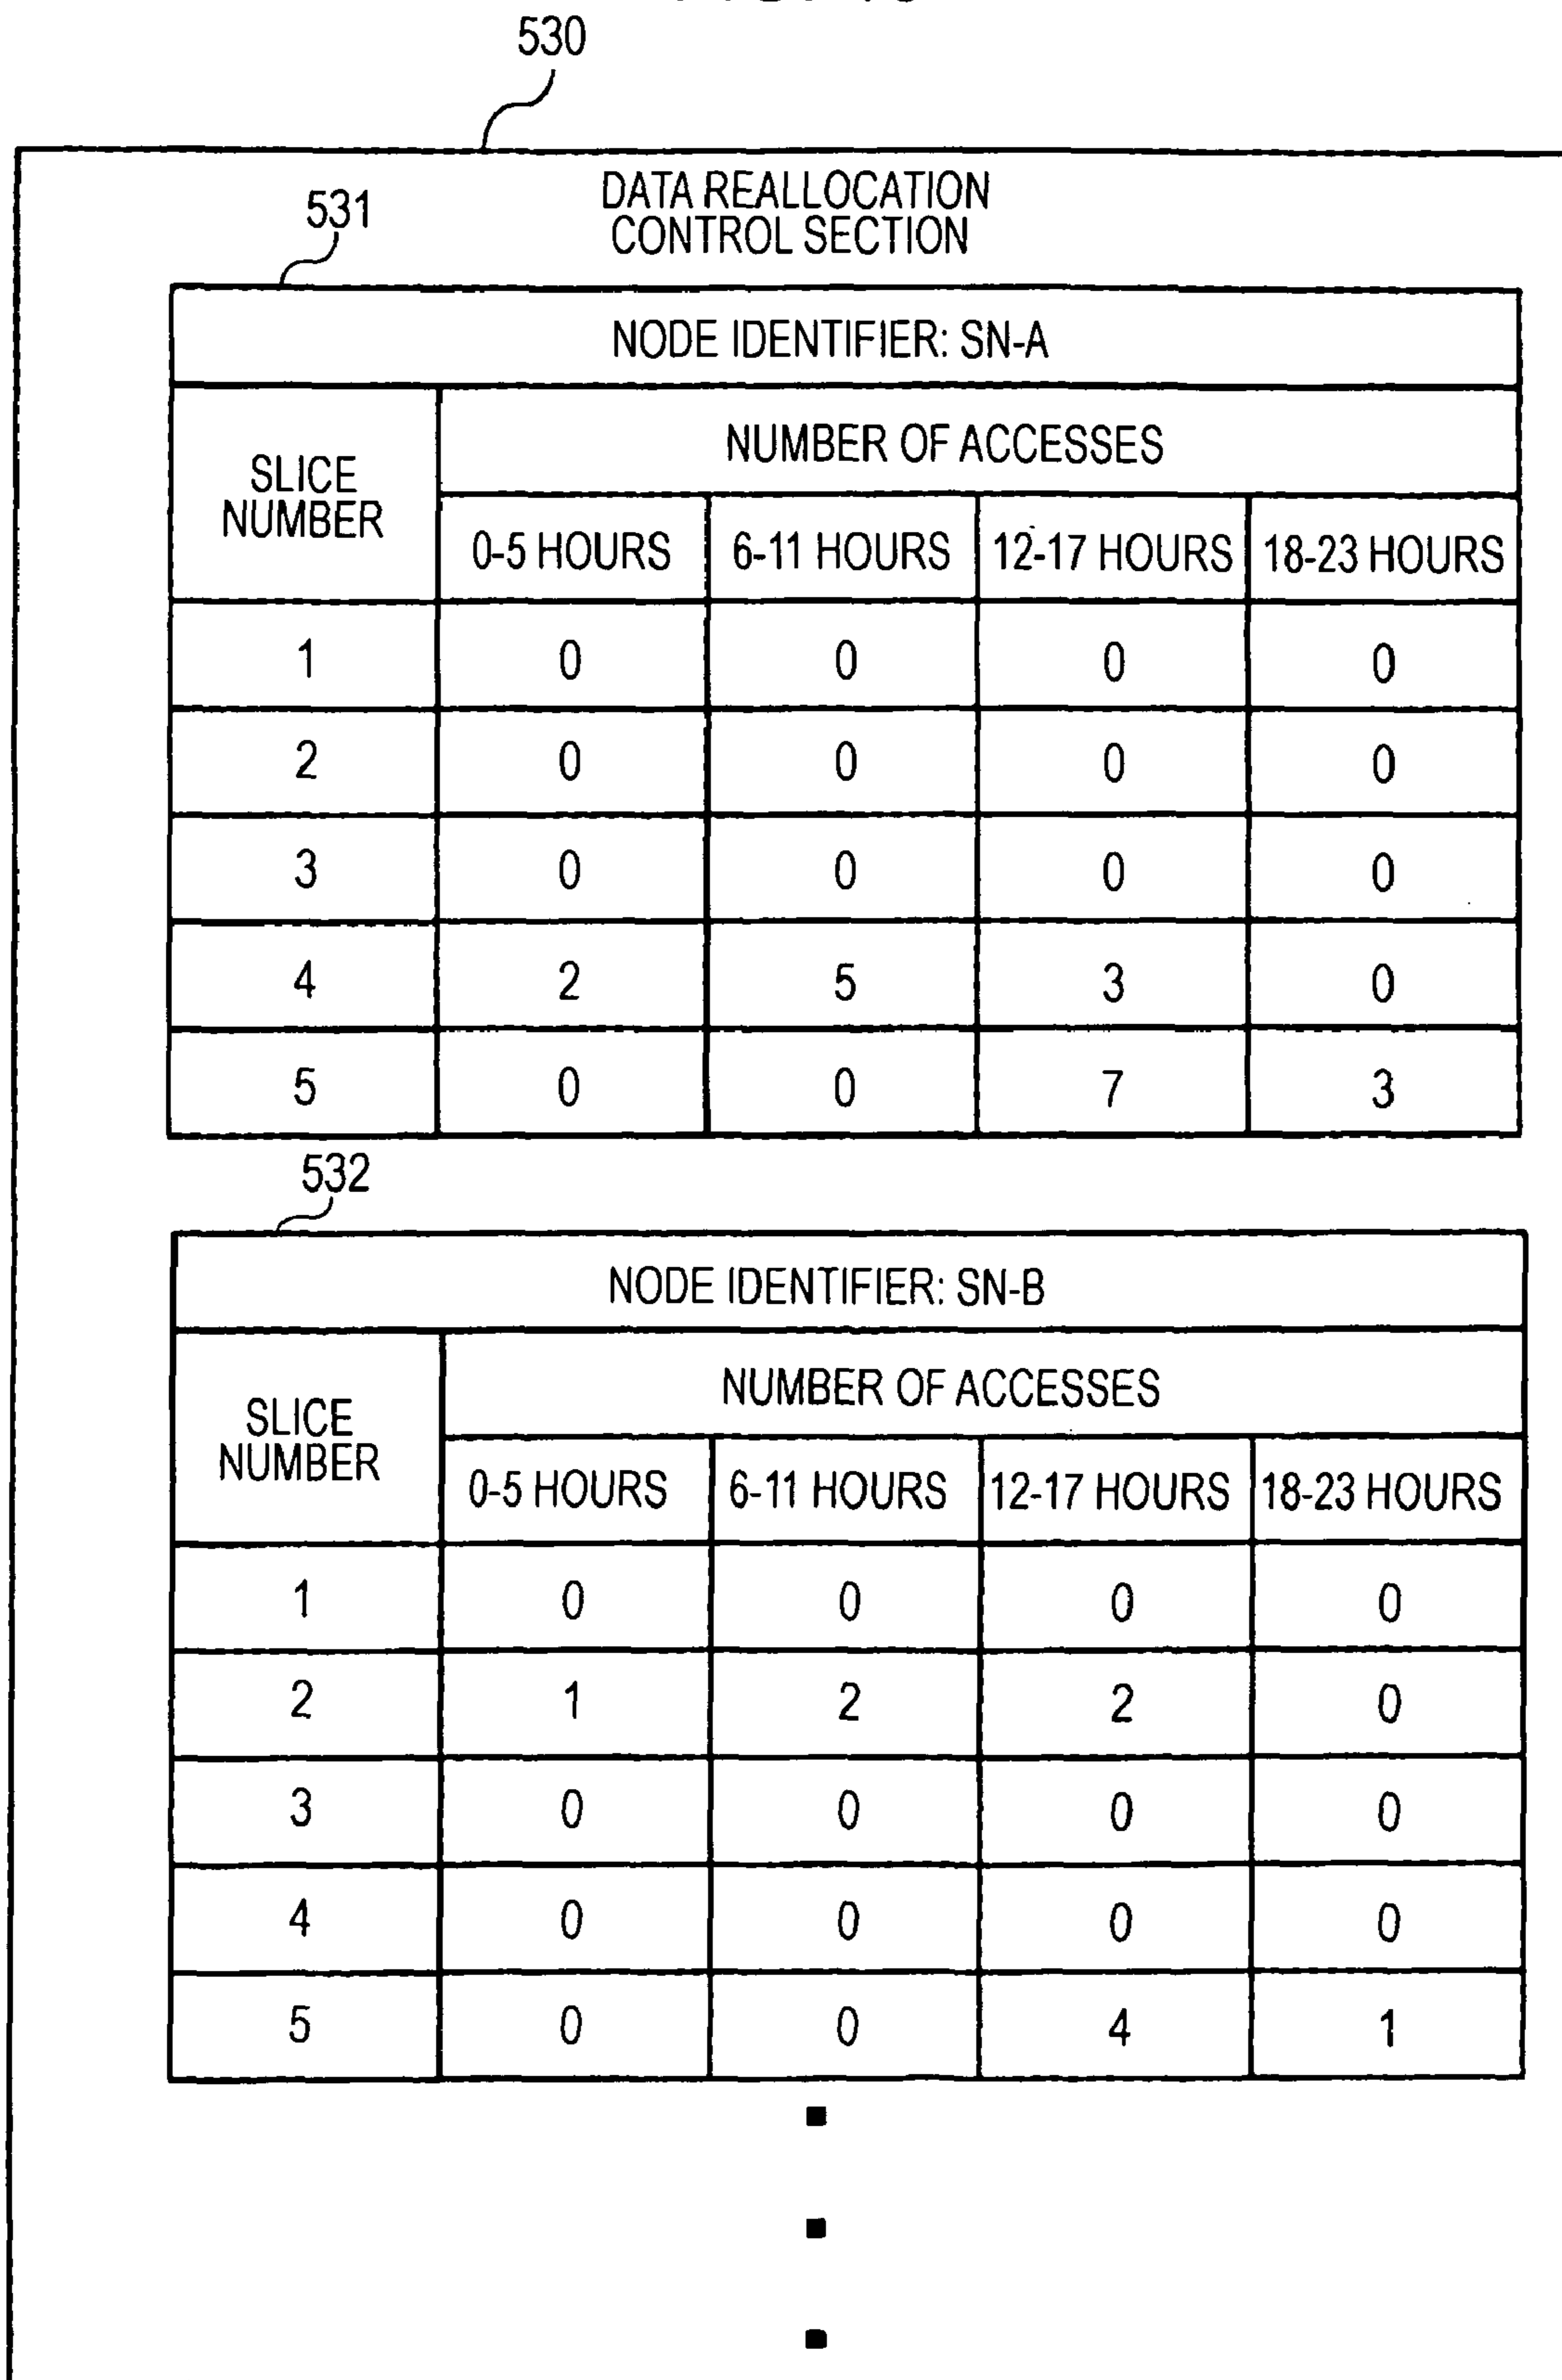 530
DATA REALLOCATION
CONTROL SECTION
531
NODE IDENTIFIER: SN-A
SLICE NUMBER
NUMBER OF ACCESSES
0-5 HOURS 6-11 HOURS 12-17 HOURS 18-23 HOURS
1 0 0 0 0
2 0 0 0 0
3 0 0 0 0
4 2 5 3 0
5 0 0 7 3
532
NODE IDENTIFIER: SN-B
SLICE NUMBER
NUMBER OF ACCESSES
0-5 HOURS 6-11 HOURS 12-17 HOURS 18-23 HOURS
1 0 0 0 0
2 1 2 2 0
3 0 0 0 0
4 0 0 0 0
5 0 0 4 1